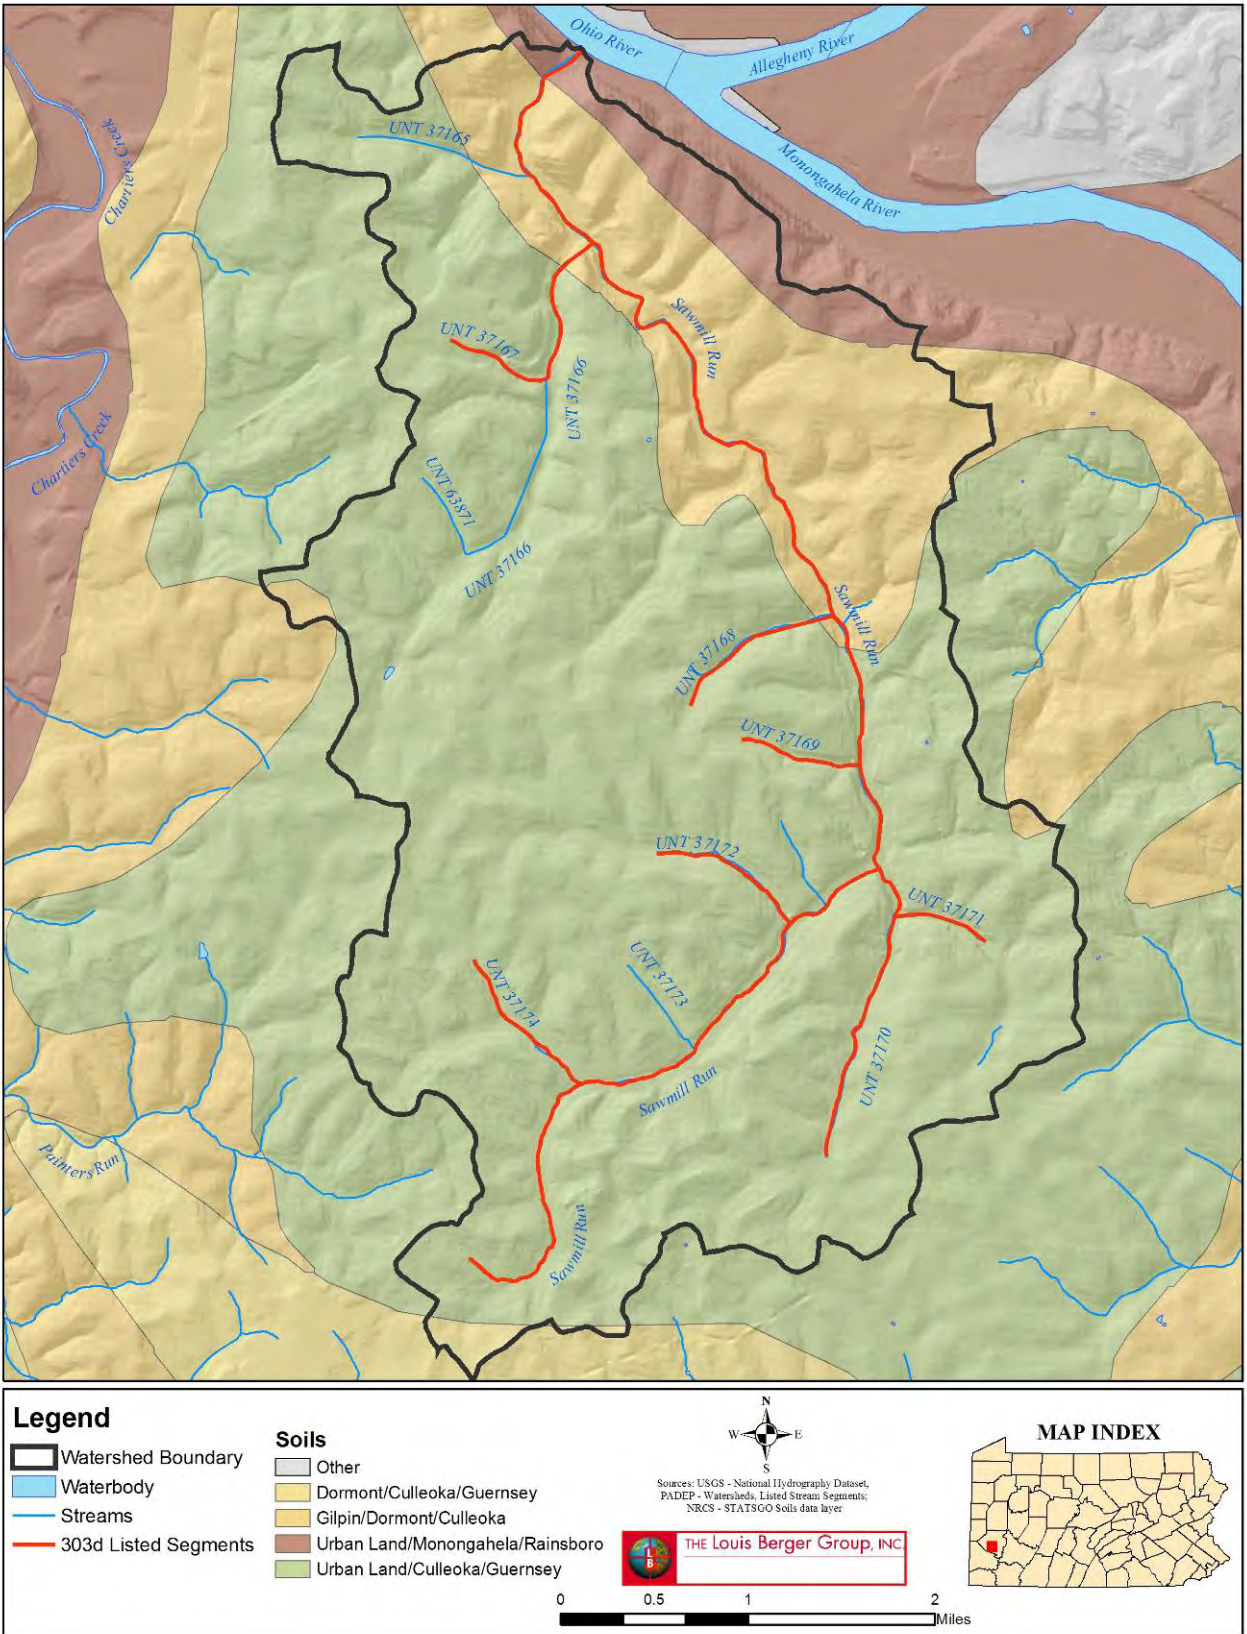 Ohio River
Allegheny River
Monongahela River
Chartiers Creek
UNT 37165
Sawmill Run
UNT 37167
UNT 37166
Chartiers Creek
UNT 63871
UNT 37166
Sawmill Run
UNT 37168
UNT 37169
UNT 37172
UNT 37171
UNT 37173
UNT 37174
UNT 37170
Sawmill Run
Painters Run
Sawmill Run
Legend
Watershed Boundary
Waterbody
Streams
303d Listed Segments
Soils
Other
Dormont/Culleoka/Guernsey
Gilpin/Dormont/Culleoka
Urban Land/Monongahela/Rainsboro
Urban Land/Culleoka/Guernsey
N
W E
S
Sources: USGS - National Hydrography Dataset,
PADEP - Watersheds, Listed Stream Segments;
NRCS - STATSGO Soils data layer
L
B
THE Louis Berger Group, INC.
0 0.5 1 2
Miles
MAP INDEX